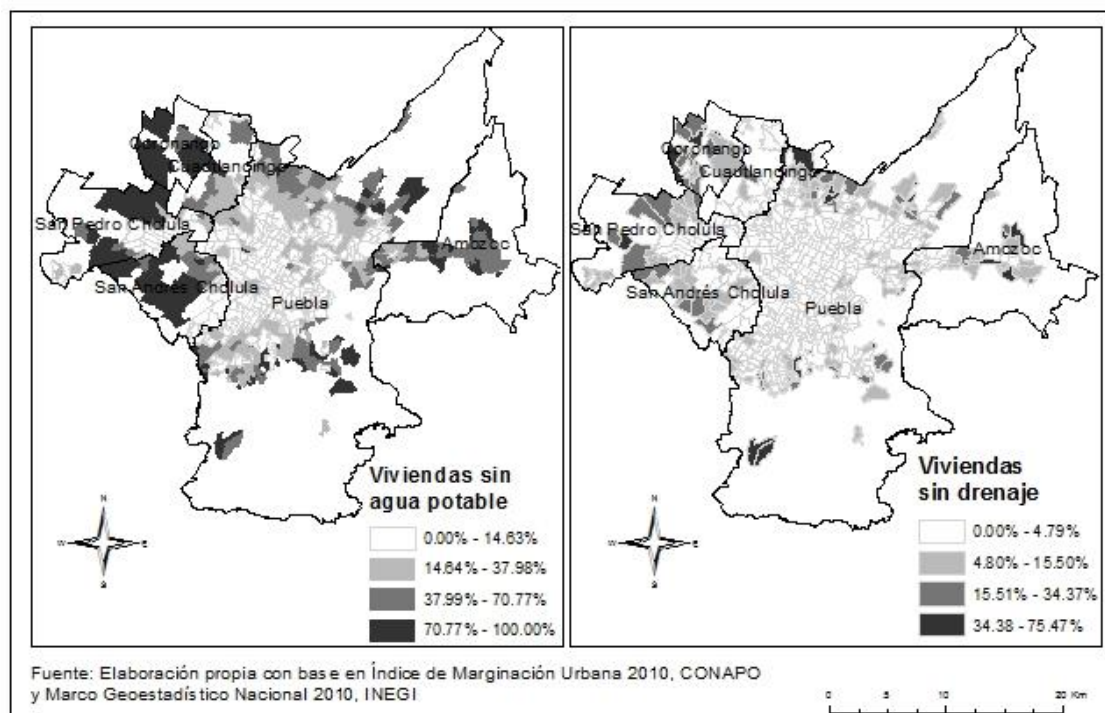 Coronango
Cuautlancingo
San Pedro Cholula
Amozoc
San Andrés Cholula
Puebla
Viviendas sin
agua potable
0.00% - 14.63%
14.64% - 37.98%
37.99% - 70.77%
70.77% - 100.00%
N
W
E
S
Coronango
Cuautlancingo
San Pedro Cholula
Amozoc
San Andrés Cholula
Puebla
Viviendas
sin drenaje
0.00% - 4.79%
4.80% - 15.50%
15.51% - 34.37%
34.38 - 75.47%
N
W
E
S
Fuente: Elaboración propia con base en Índice de Marginación Urbana 2010, CONAPO
y Marco Geoestadístico Nacional 2010, INEGI
0 5 10 20 Km